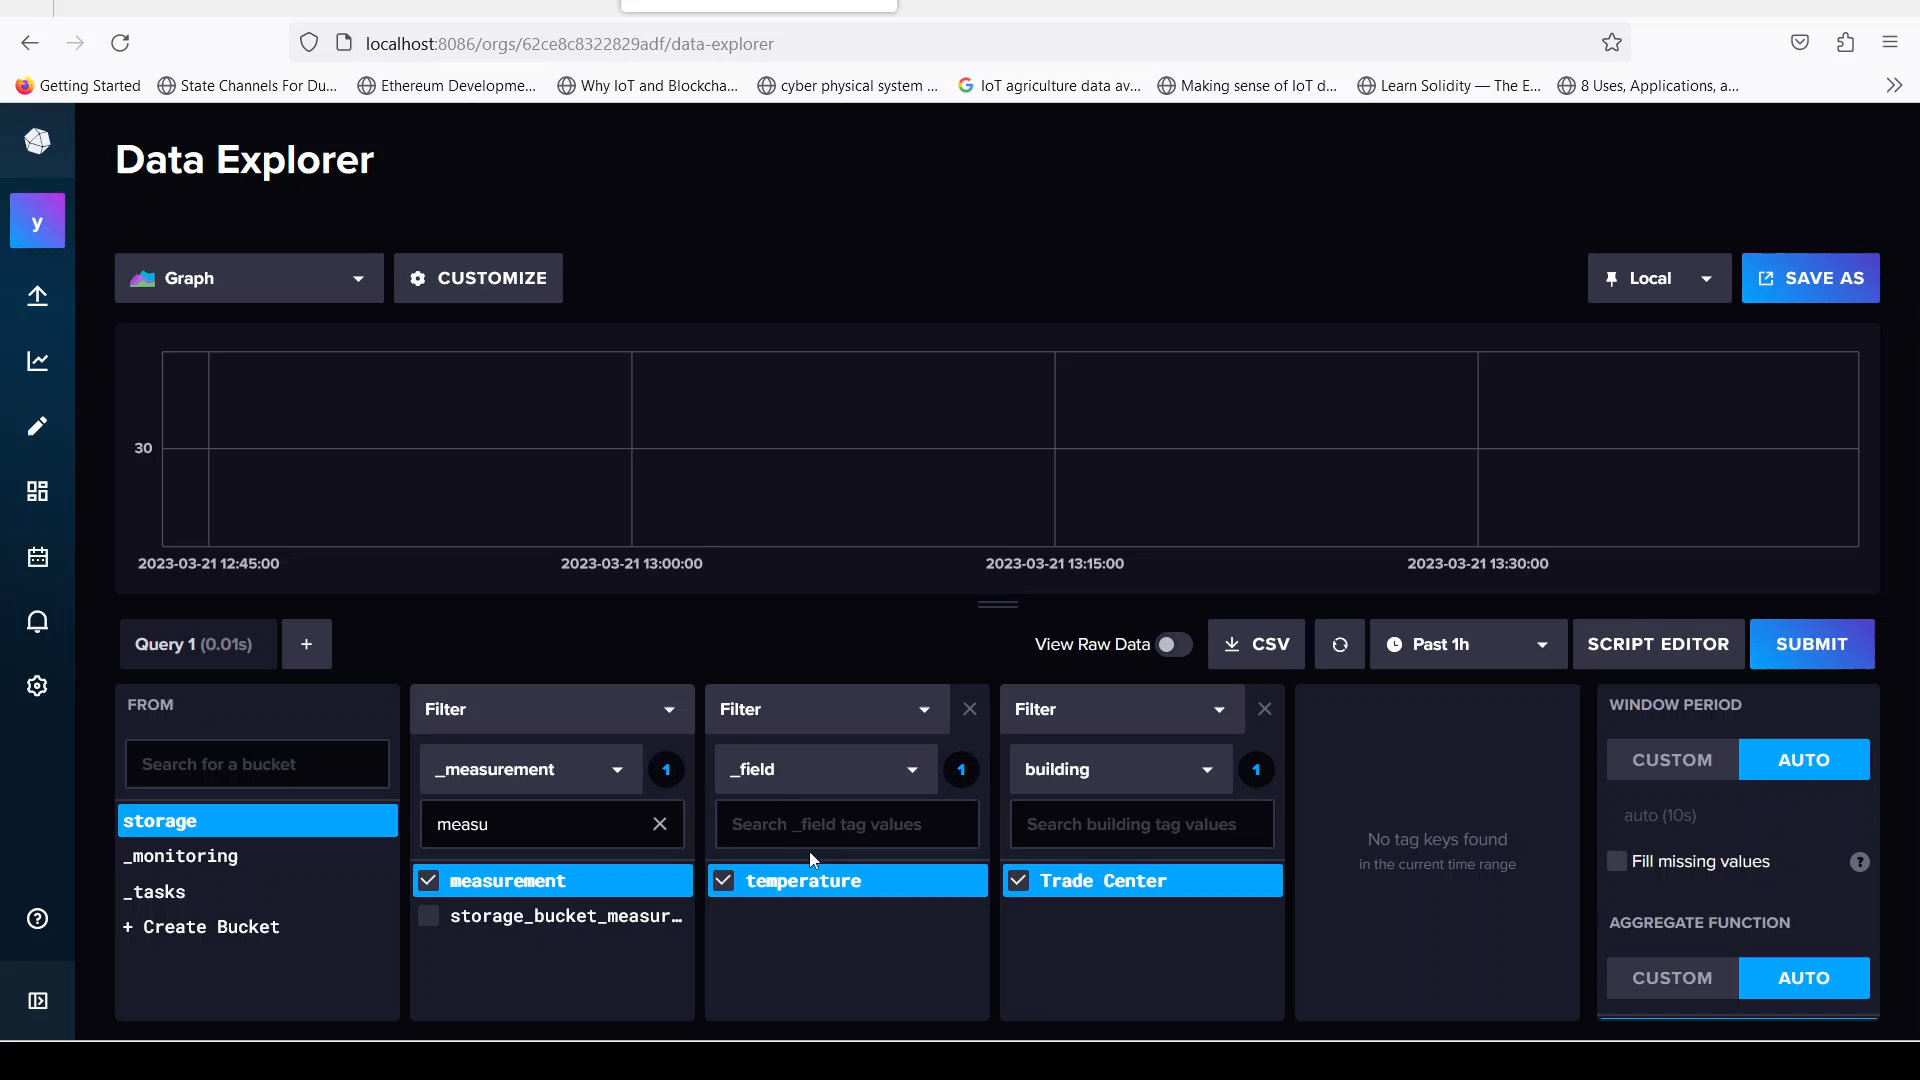 localhost:8086/orgs/62ce8c8322829adf/data-explorer
Getting Started
State Channels For Du...
Ethereum Developme...
Why IoT and Blockcha...
cyber physical system ...
IoT agriculture data av...
Making sense of IoT d...
Learn Solidity — The E...
8 Uses, Applications, a...
Data Explorer
y
Graph
CUSTOMIZE
Local
SAVE AS
30
2023-03-21 12:45:00
2023-03-21 13:00:00
2023-03-21 13:15:00
2023-03-21 13:30:00
Query 1 (0.01s)
+
View Raw Data
CSV
Past 1h
SCRIPT EDITOR
SUBMIT
FROM
Search for a bucket
storage
_monitoring
_tasks
+ Create Bucket
Filter
_measurement
1
measu
measurement
storage_bucket_measur...
Filter
_field
1
Search _field tag values
temperature
Filter
building
1
Search building tag values
Trade Center
No tag keys found
in the current time range
WINDOW PERIOD
CUSTOM
AUTO
auto (10s)
Fill missing values
?
AGGREGATE FUNCTION
CUSTOM
AUTO